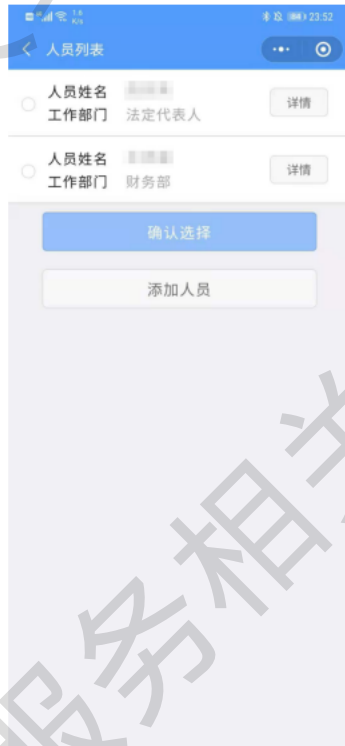 1.6
K/s
23:52
人员列表
人员姓名
工作部门 法定代表人
详情
人员姓名
工作部门 财务部
详情
确认选择
添加人员
服务相关